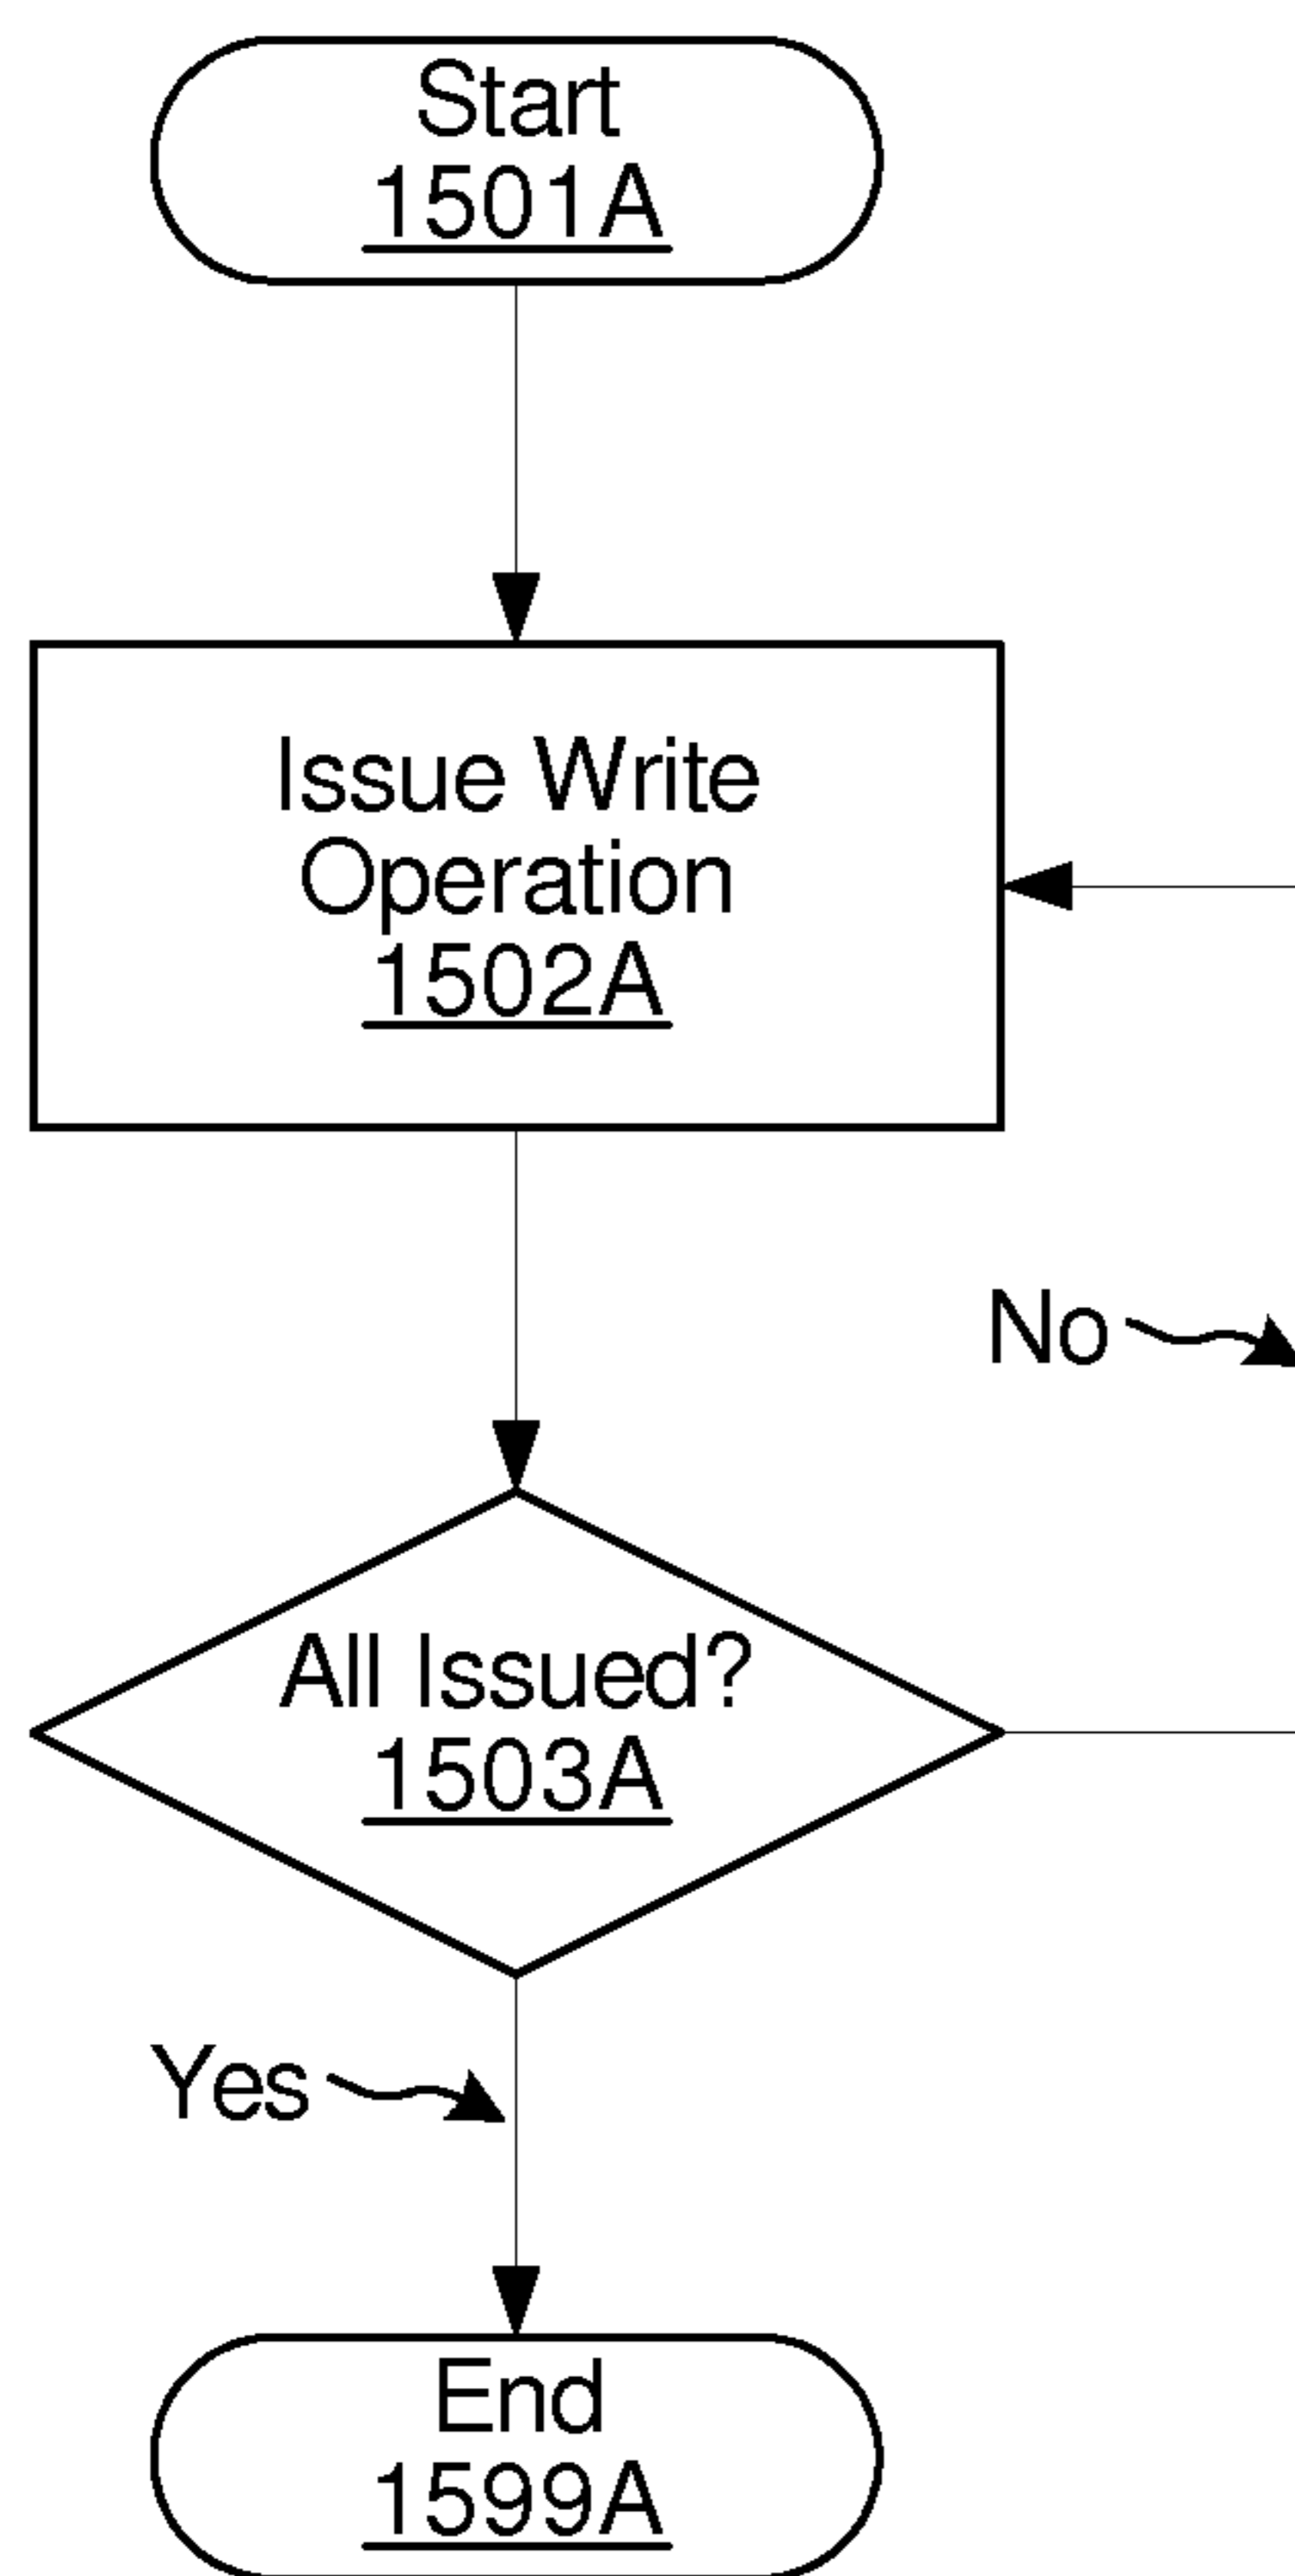 Start
1501A
Issue Write
Operation
1502A
No
All Issued?
1503A
Yes
End
1599A